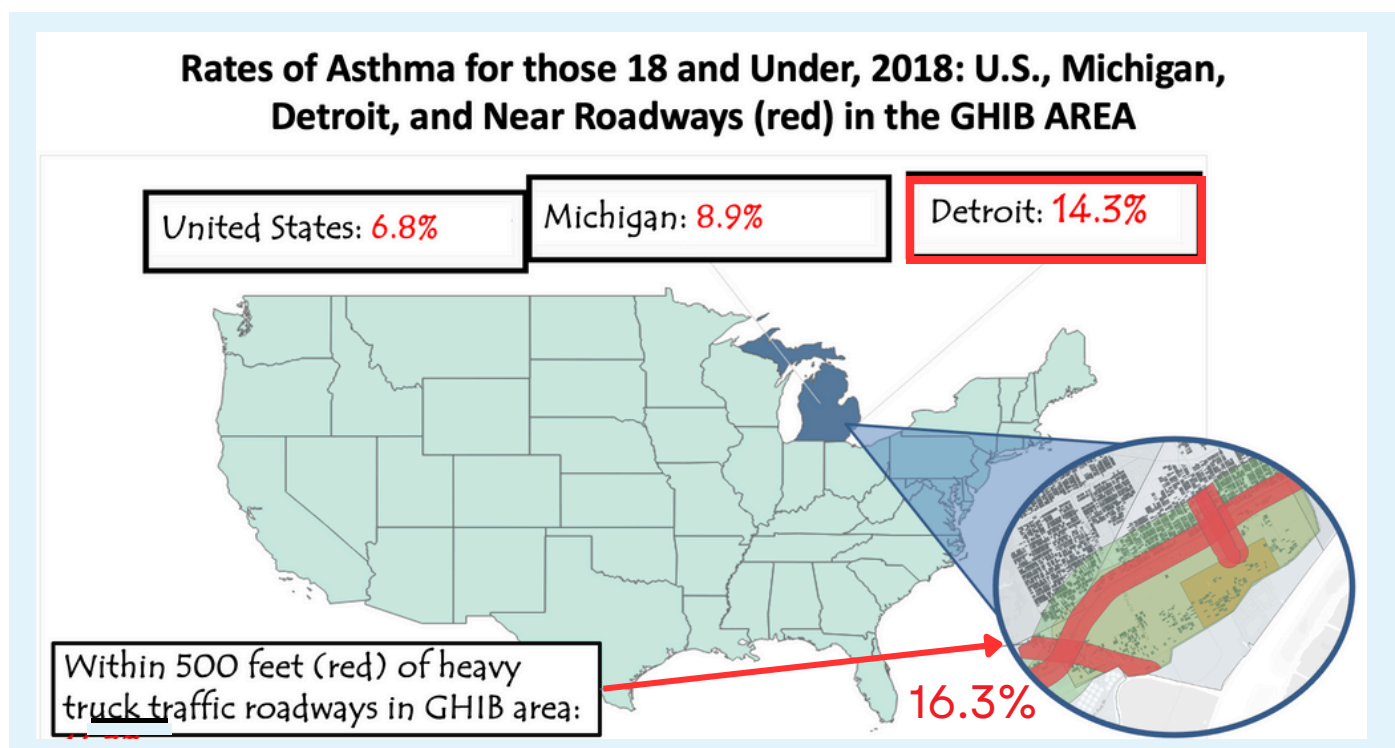 Rates of Asthma for those 18 and Under, 2018: U.S., Michigan,
Detroit, and Near Roadways (red) in the GHIB AREA
United States: 6.8%
Michigan: 8.9%
Detroit: 14.3%
Within 500 feet (red) of heavy
truck traffic roadways in GHIB area:
16.3%